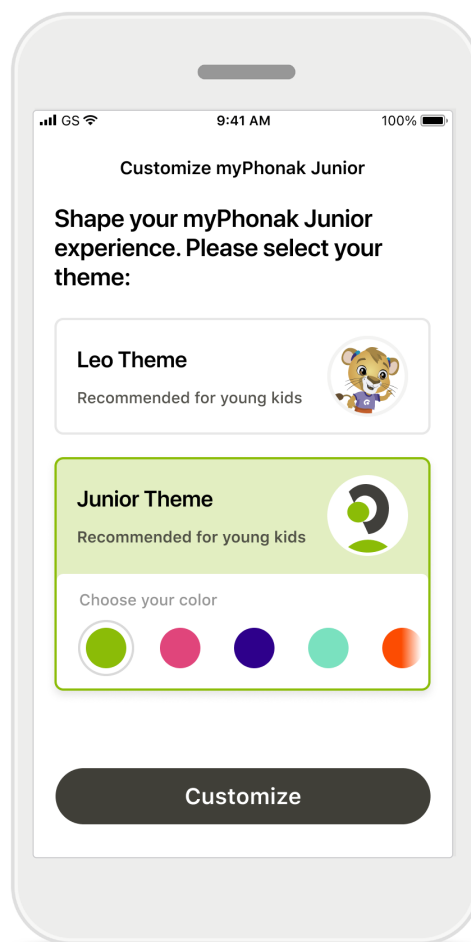 GS 9:41 AM 100%
Customize myPhonak Junior
Shape your myPhonak Junior
experience. Please select your
theme:
Leo Theme
Recommended for young kids
Junior Theme
Recommended for young kids
Choose your color
Customize